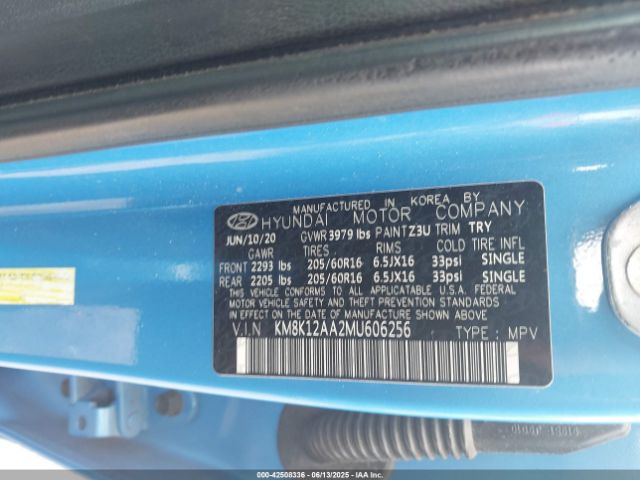 MANUFACTURED IN KOREA BY
HYUNDAI MOTOR COMPANY
JUN/10/20 GVWR 3979 lbs PAINT Z3U TRIM TRY
GAWR TIRES RIMS COLD TIRE INFL
FRONT 2293 lbs 205/60R16 6.5JX16 33psi SINGLE
REAR 2205 lbs 205/60R16 6.5JX16 33psi SINGLE
THIS VEHICLE CONFORMS TO ALL APPLICABLE U.S.A. FEDERAL
MOTOR VEHICLE SAFETY AND THEFT PREVENTION STANDARDS
IN EFFECT ON THE DATE OF MANUFACTURE SHOWN ABOVE.
V.I.N KM8K12AA2MU606256 TYPE : MPV
00-42508336 - 06/13/2025 - IAA, Inc.